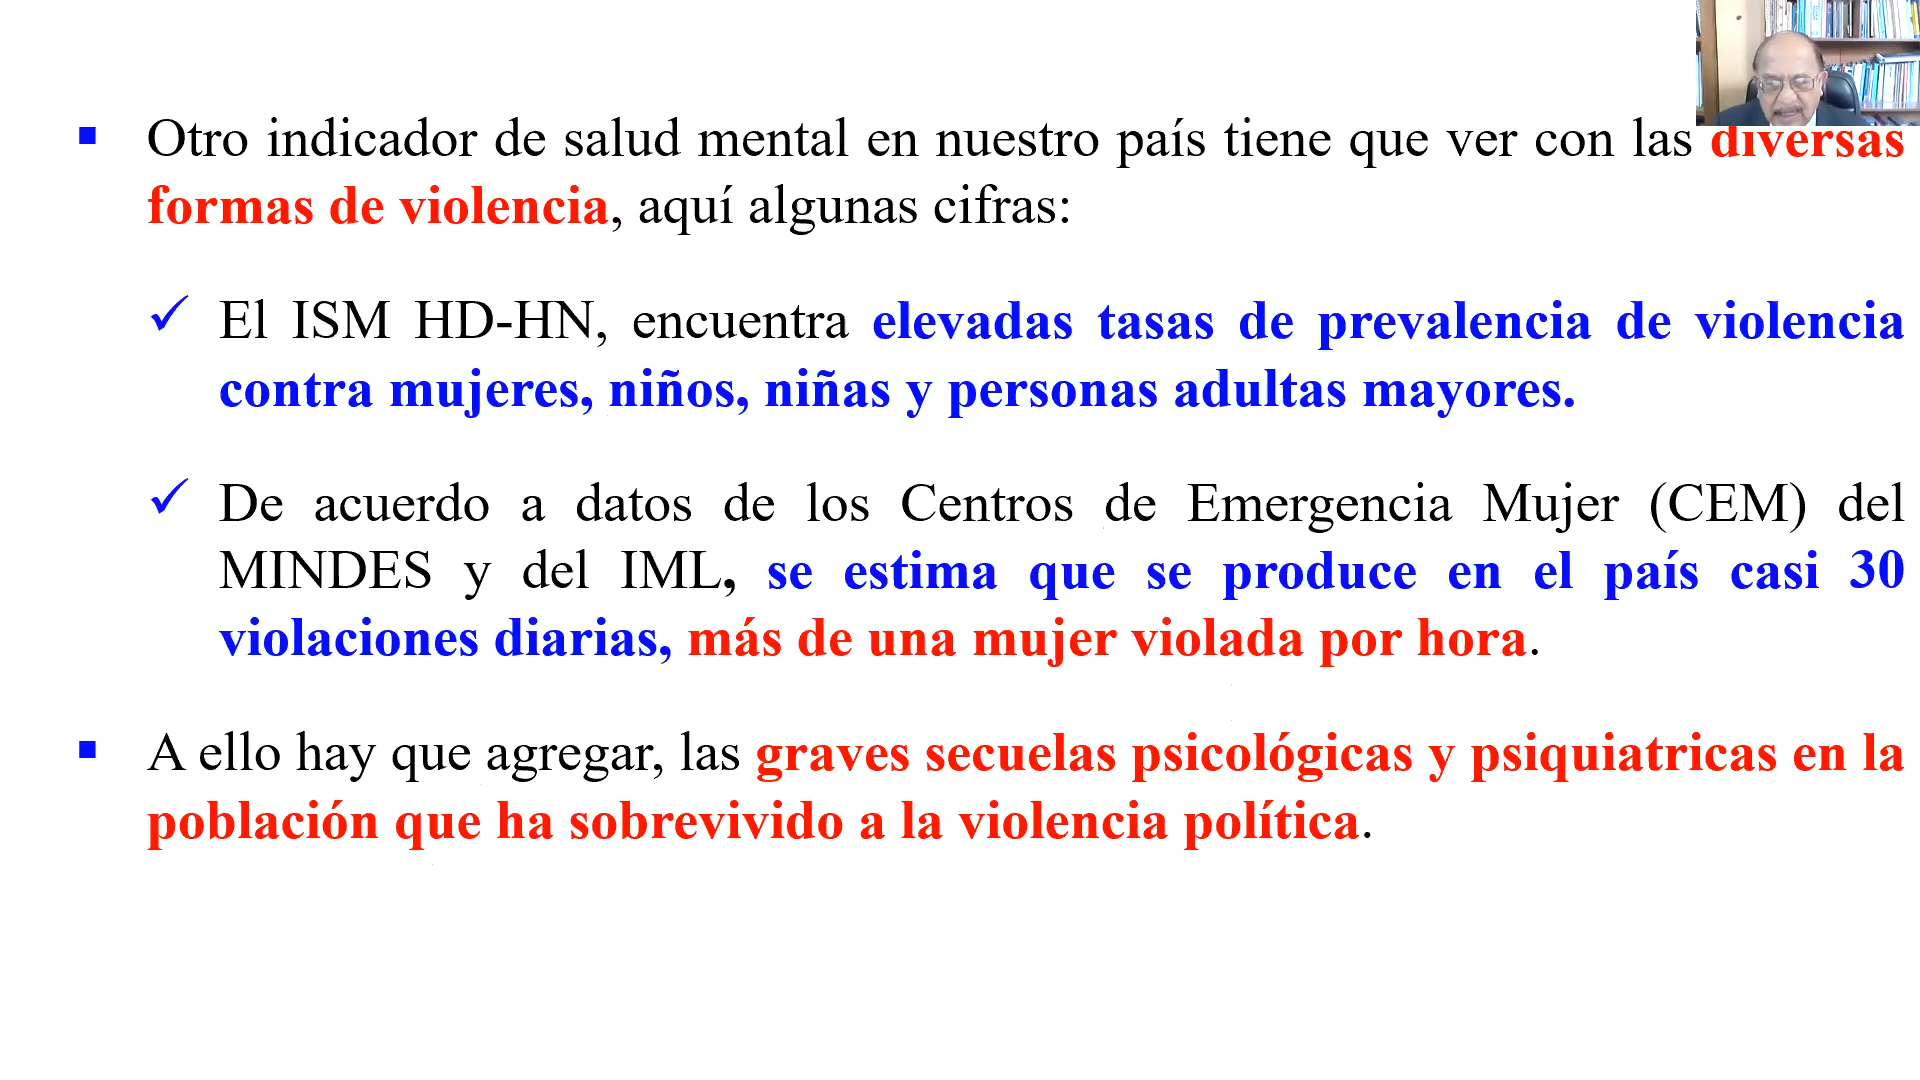 Otro indicador de salud mental en nuestro país tiene que ver con las diversas
formas de violencia, aquí algunas cifras:
El ISM HD-HN, encuentra elevadas tasas de prevalencia de violencia
contra mujeres, niños, niñas y personas adultas mayores.
De acuerdo a datos de los Centros de Emergencia Mujer (CEM) del
MINDES y del IML, se estima que se produce en el país casi 30
violaciones diarias, más de una mujer violada por hora.
A ello hay que agregar, las graves secuelas psicológicas y psiquiatricas en la
población que ha sobrevivido a la violencia política.